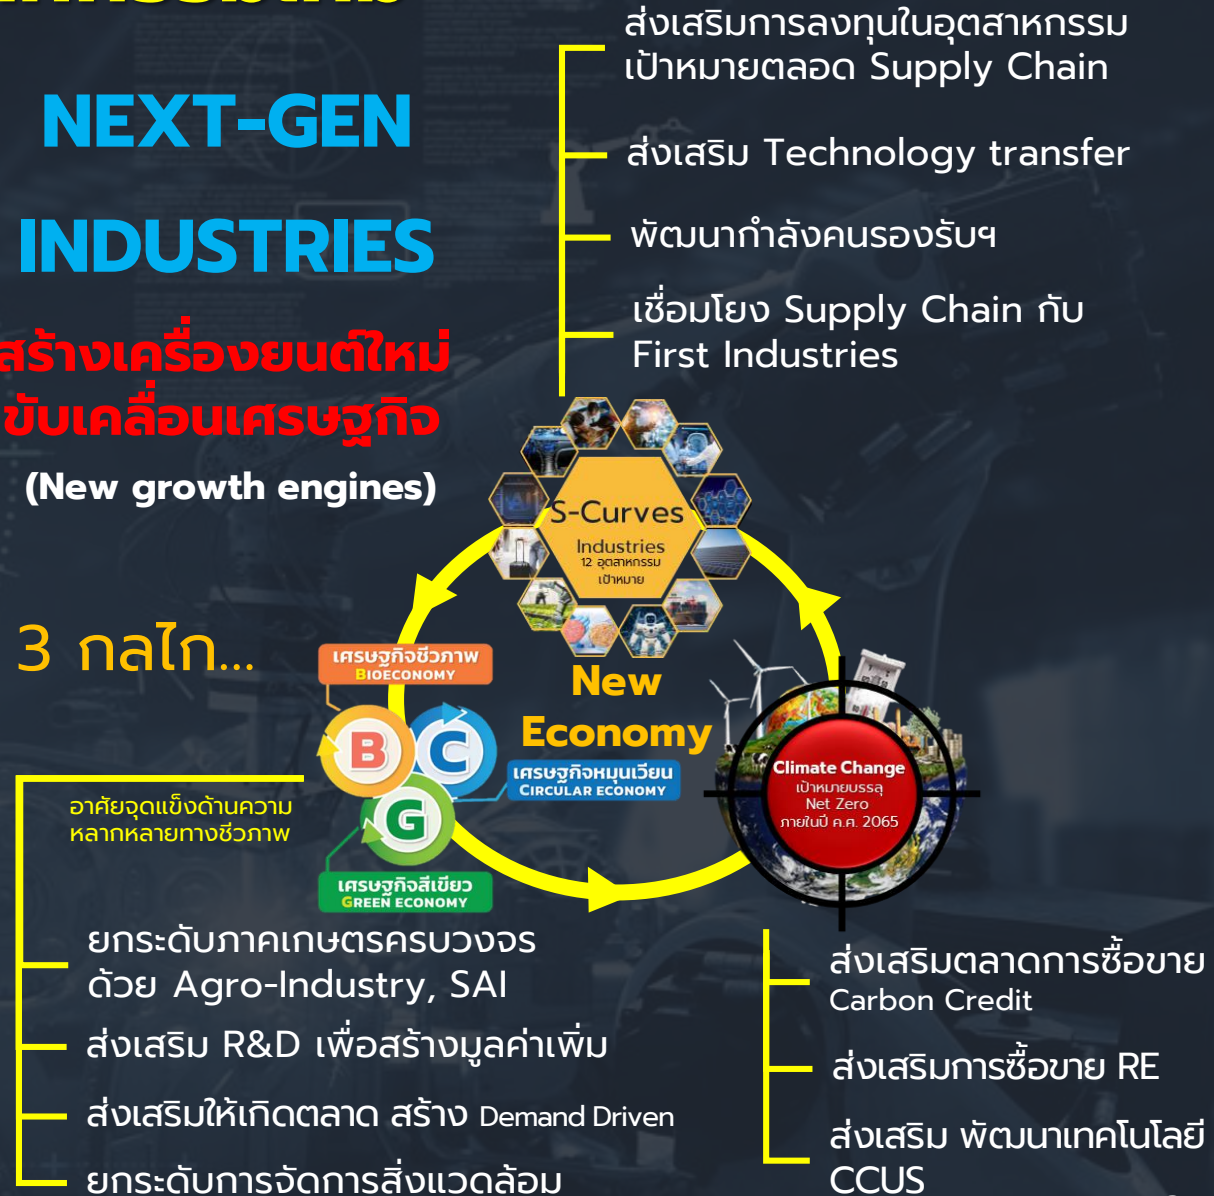 NEXT-GEN
INDUSTRIES
สร้างเครื่องยนต์ใหม่
ขับเคลื่อนเศรษฐกิจ
(New growth engines)
3 กลไก...
ส่งเสริมการลงทุนในอุตสาหกรรม
เป้าหมายตลอด Supply Chain
ส่งเสริม Technology transfer
พัฒนากำลังคนรองรับฯ
เชื่อมโยง Supply Chain กับ
First Industries
S-Curves
Industries
12 อุตสาหกรรม
เป้าหมาย
New
Economy
เศรษฐกิจชีวภาพ
BIOECONOMY
B
C
G
เศรษฐกิจหมุนเวียน
CIRCULAR ECONOMY
เศรษฐกิจสีเขียว
GREEN ECONOMY
Climate Change
เป้าหมายบรรลุ
Net Zero
ภายในปี ค.ศ. 2065
อาศัยจุดแข็งด้านความ
หลากหลายทางชีวภาพ
ยกระดับภาคเกษตรครบวงจร
ด้วย Agro-Industry, SAI
ส่งเสริม R&D เพื่อสร้างมูลค่าเพิ่ม
ส่งเสริมให้เกิดตลาด สร้าง Demand Driven
ยกระดับการจัดการสิ่งแวดล้อม
ส่งเสริมตลาดการซื้อขาย
Carbon Credit
ส่งเสริมการซื้อขาย RE
ส่งเสริม พัฒนาเทคโนโลยี
CCUS